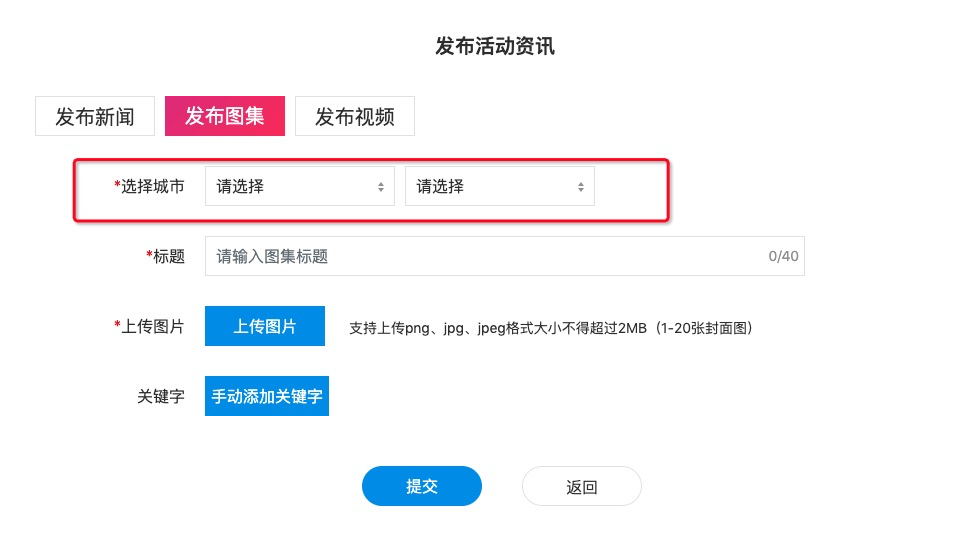 发布活动资讯
发布新闻 发布图集 发布视频
*选择城市 请选择 请选择
*标题 请输入图集标题 0/40
*上传图片 上传图片 支持上传png、jpg、jpeg格式大小不得超过2MB（1-20张封面图）
关键字 手动添加关键字
提交 返回